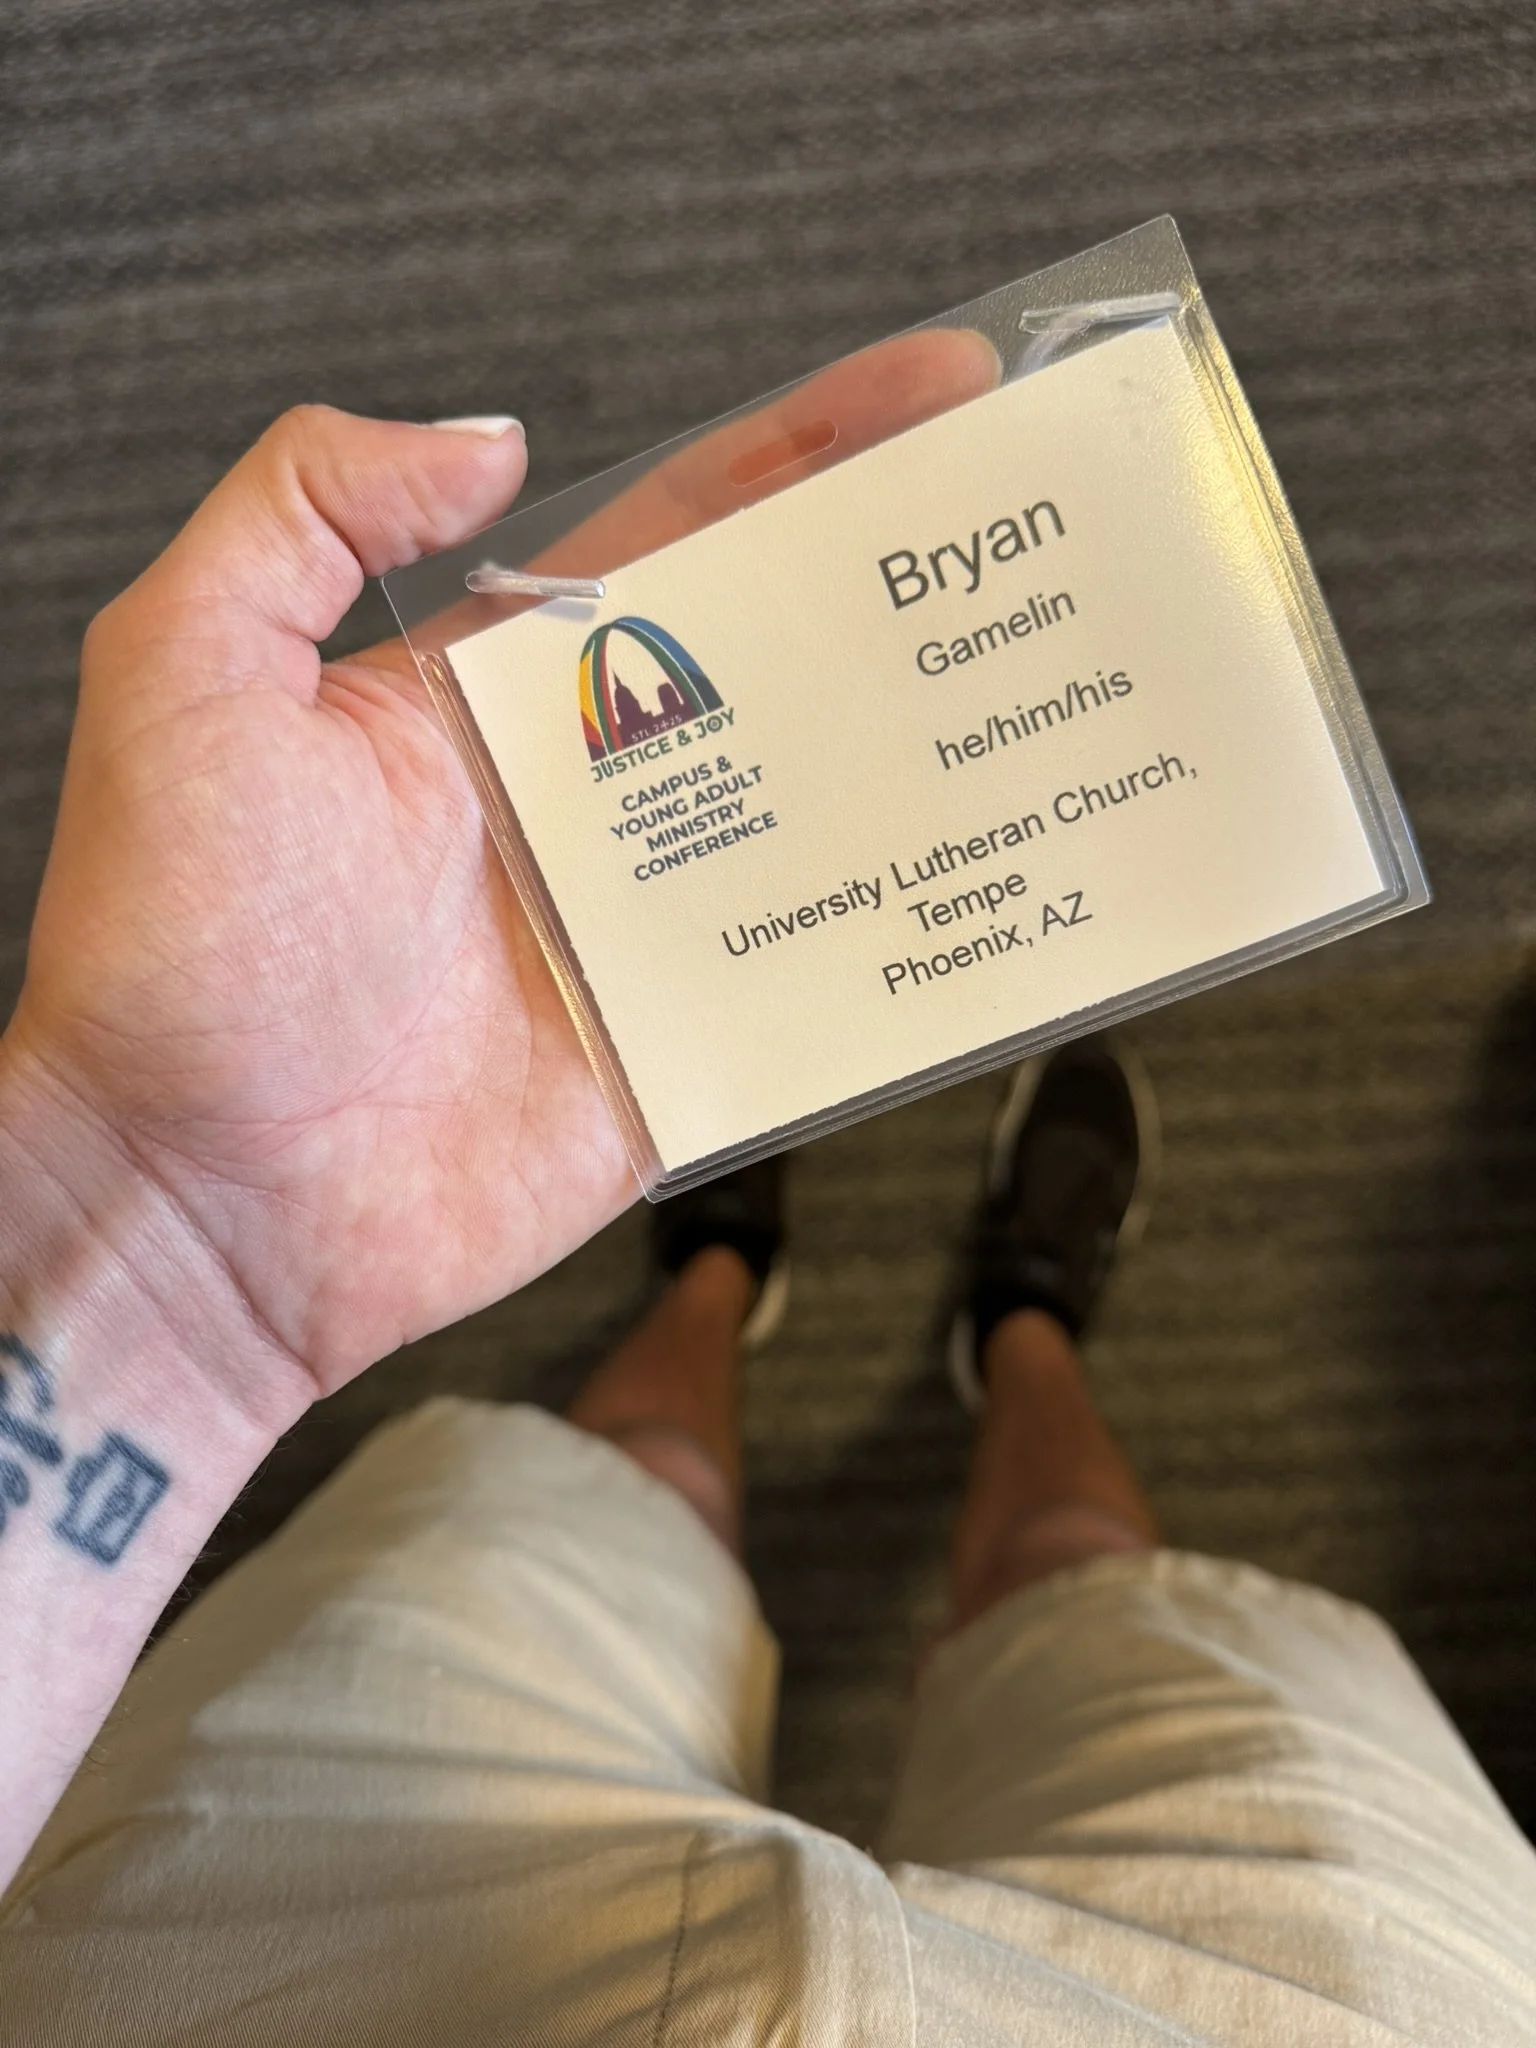 STL 2025
JUSTICE & JOY
CAMPUS &
YOUNG ADULT
MINISTRY
CONFERENCE
Bryan
Gamelin
he/him/his
University Lutheran Church,
Tempe
Phoenix, AZ